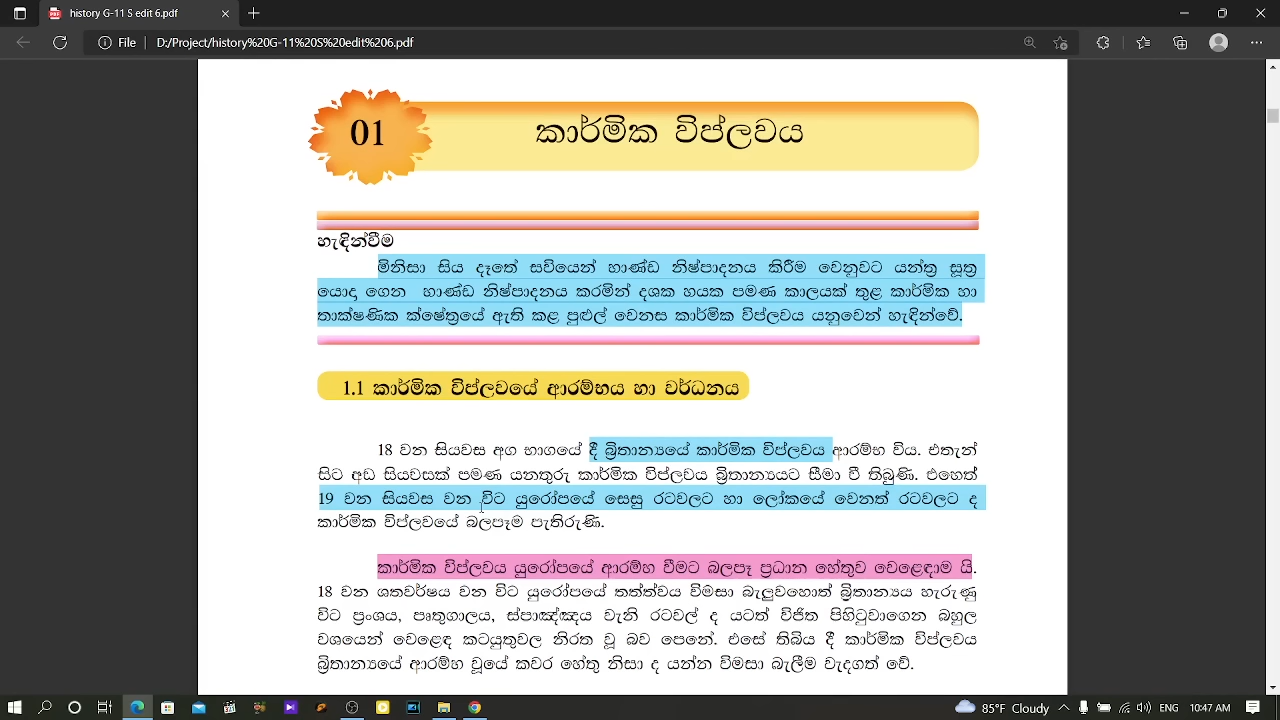 history G-11 S edit 6.pdf
File | D:/Project/history%20G-11%20S%20edit%206.pdf
01
කාර්මික විප්ලවය
හැඳින්වීම
මිනිසා සිය දෑතේ සවියෙන් භාණ්ඩ නිෂ්පාදනය කිරීම වෙනුවට යන්ත්‍ර සූත්‍ර
යොදා ගෙන භාණ්ඩ නිෂ්පාදනය කරමින් දශක හයක පමණ කාලයක් තුළ කාර්මික හා
තාක්ෂණික ක්ෂේත්‍රයේ ඇති කළ පුළුල් වෙනස කාර්මික විප්ලවය යනුවෙන් හැඳින්වේ.
1.1 කාර්මික විප්ලවයේ ආරම්භය හා වර්ධනය
18 වන සියවස අග භාගයේ දී බ්‍රිතාන්‍යයේ කාර්මික විප්ලවය ආරම්භ විය. එතැන්
සිට අඩ සියවසක් පමණ යනතුරු කාර්මික විප්ලවය බ්‍රිතාන්‍යයට සීමා වී තිබුණි. එහෙත්
19 වන සියවස වන විට යුරෝපයේ සෙසු රටවලට හා ලෝකයේ වෙනත් රටවලට ද
කාර්මික විප්ලවයේ බලපෑම පැතිරුණි.
කාර්මික විප්ලවය යුරෝපයේ ආරම්භ වීමට බලපෑ ප්‍රධාන හේතුව වෙළෙඳාම යි.
18 වන ශතවර්ෂය වන විට යුරෝපයේ තත්ත්වය විමසා බැලුවහොත් බ්‍රිතාන්‍යය හැරුණු
විට ප්‍රංශය, පෘතුගාලය, ස්පාඤ්ඤය වැනි රටවල් ද යටත් විජිත පිහිටුවාගෙන බහුල
වශයෙන් වෙළෙඳ කටයුතුවල නිරත වූ බව පෙනේ. එසේ තිබිය දී කාර්මික විප්ලවය
බ්‍රිතාන්‍යයේ ආරම්භ වූයේ කවර හේතු නිසා ද යන්න විමසා බැලීම වැදගත් වේ.
85°F Cloudy ENG 10:47 AM